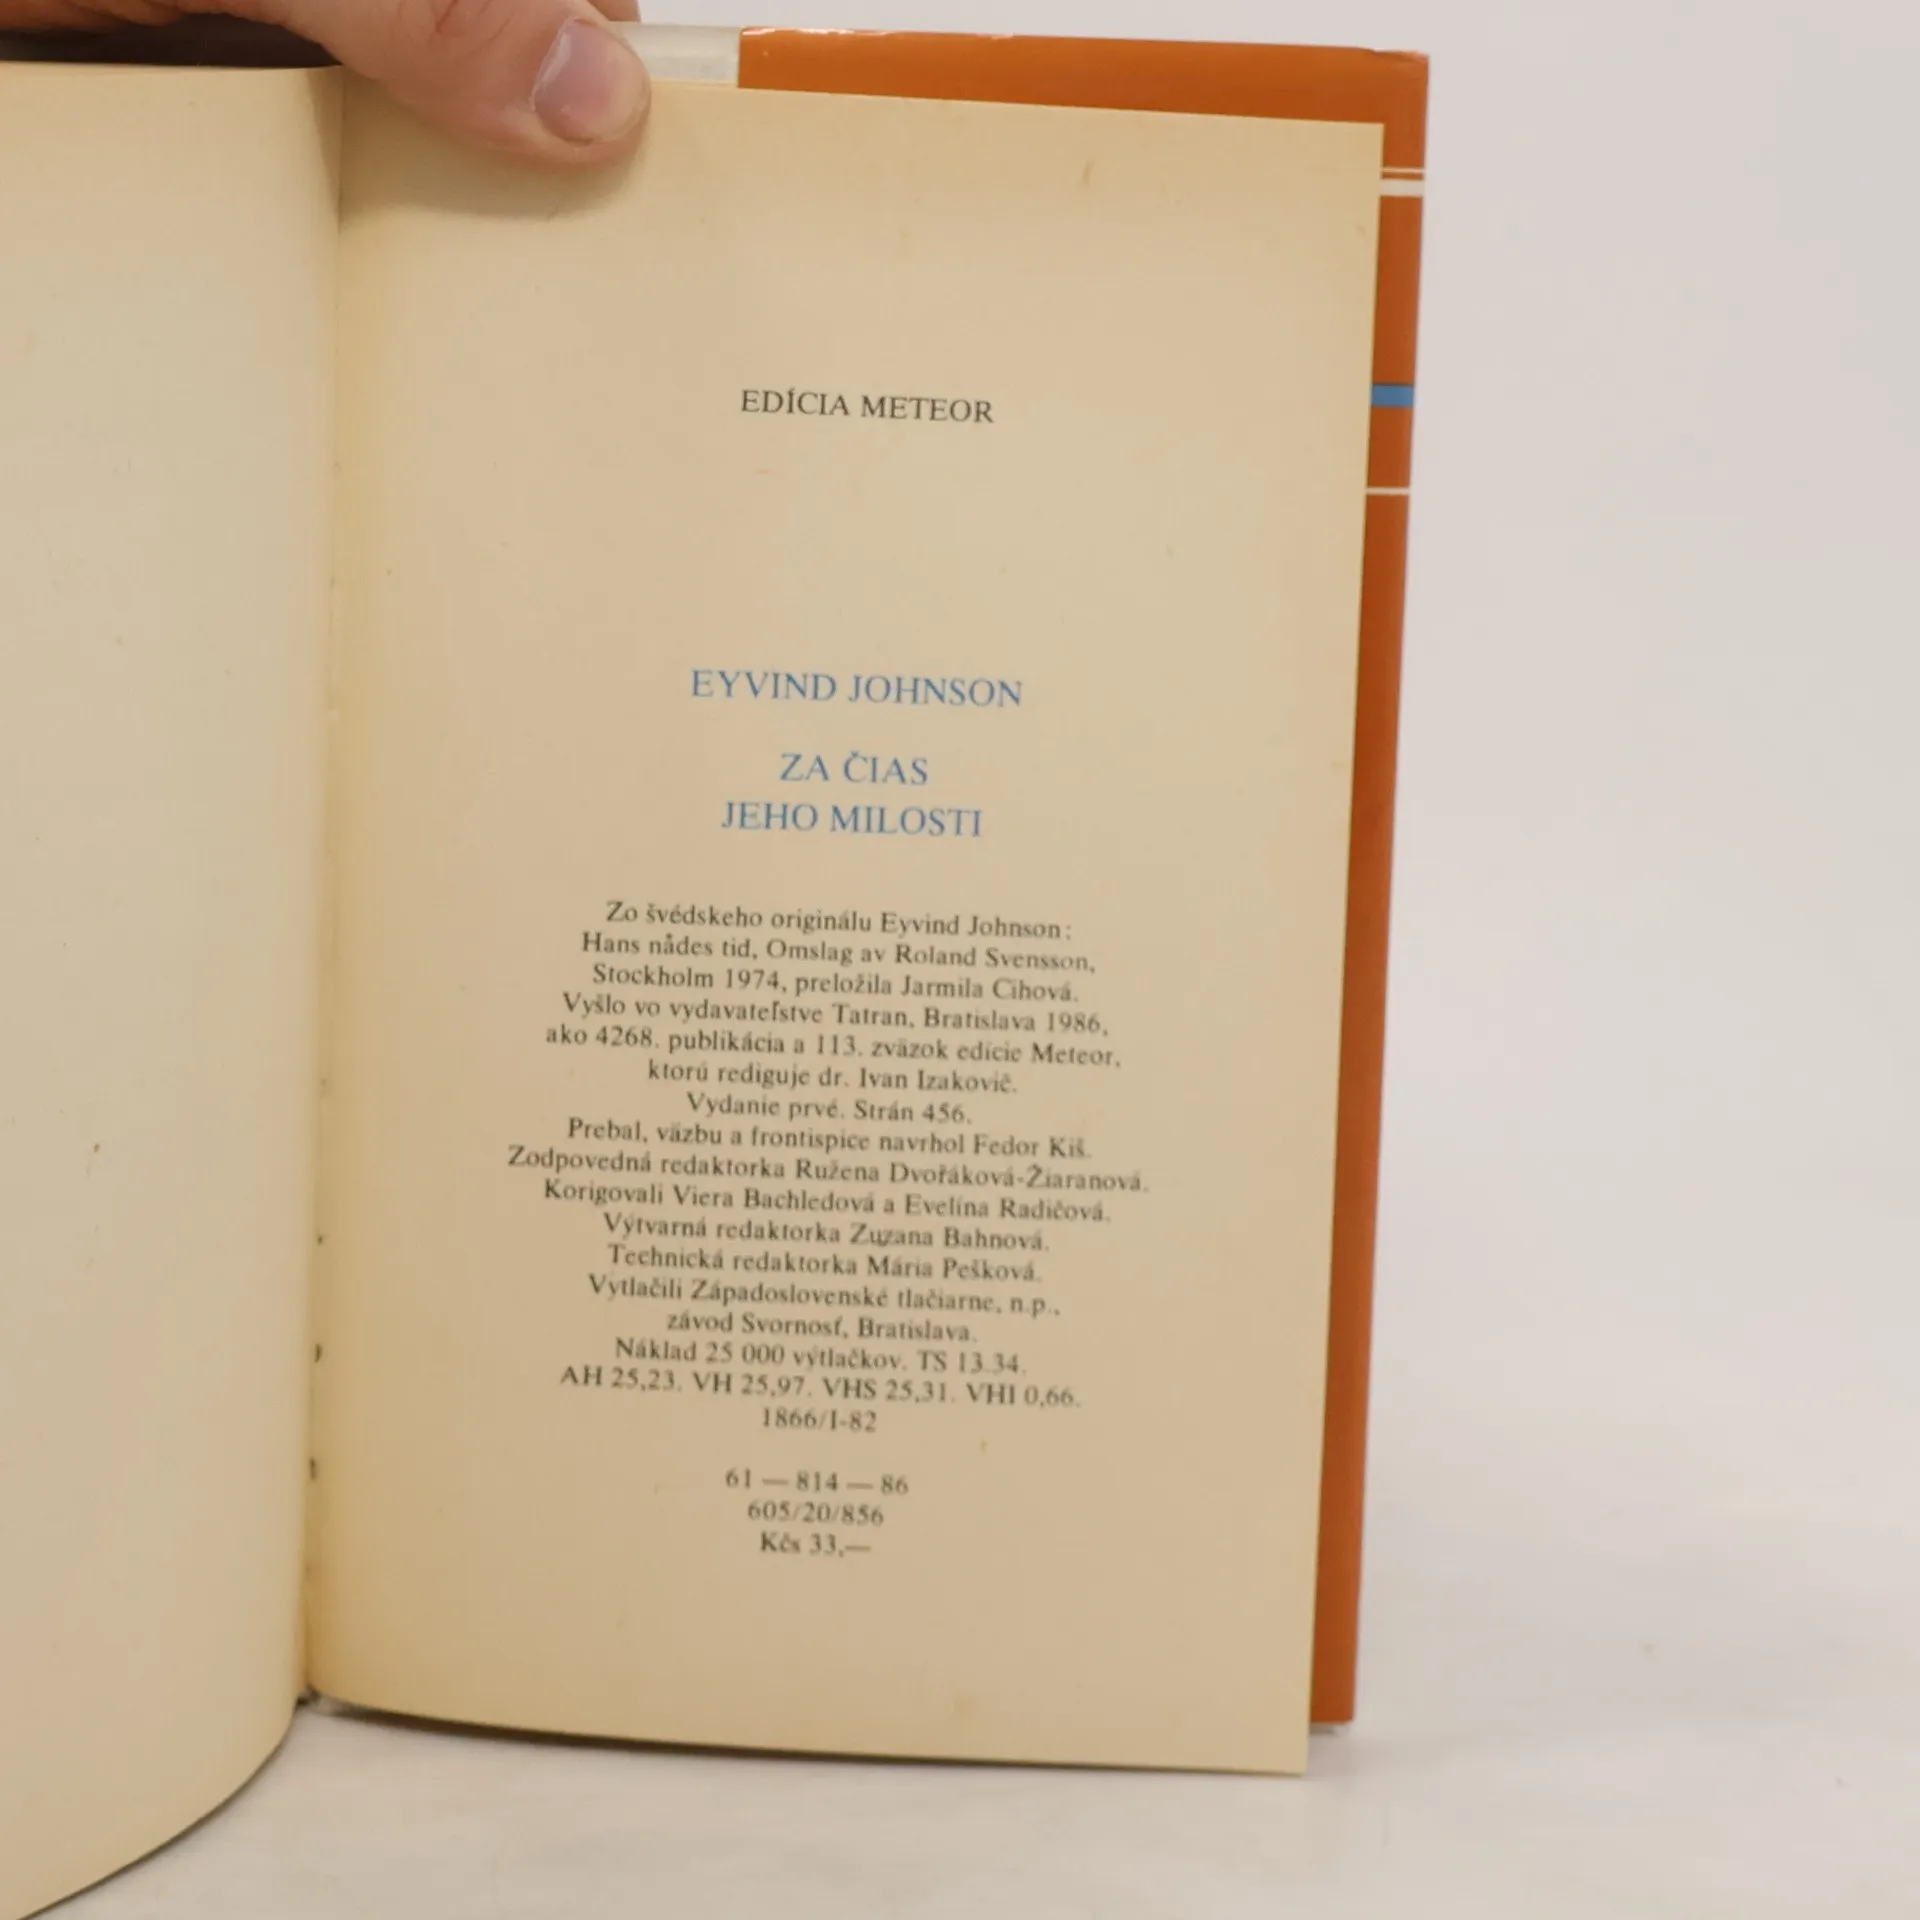 EDÍCIA METEOR
EYVIND JOHNSON
ZA ČIAS
JEHO MILOSTI
Zo švédskeho originálu Eyvind Johnson:
Hans nådes tid, Omslag av Roland Svensson,
Stockholm 1974, preložila Jarmila Cihová.
Vyšlo vo vydavateľstve Tatran, Bratislava 1986,
ako 4268. publikácia a 113. zväzok edície Meteor,
ktorú rediguje dr. Ivan Izakovič.
Vydanie prvé. Strán 456.
Prebal, väzbu a frontispice navrhol Fedor Kiš.
Zodpovedná redaktorka Ružena Dvořáková-Žiaranová.
Korigovali Viera Bachledová a Evelína Radičová.
Výtvarná redaktorka Zuzana Bahnová.
Technická redaktorka Mária Pešková.
Vytlačili Západoslovenské tlačiarne, n.p.,
závod Svornosť, Bratislava.
Náklad 25 000 výtlačkov. TS 13.34.
AH 25,23. VH 25,97. VHS 25,31. VHI 0,66.
1866/I-82
61 — 814 — 86
605/20/856
Kčs 33,—